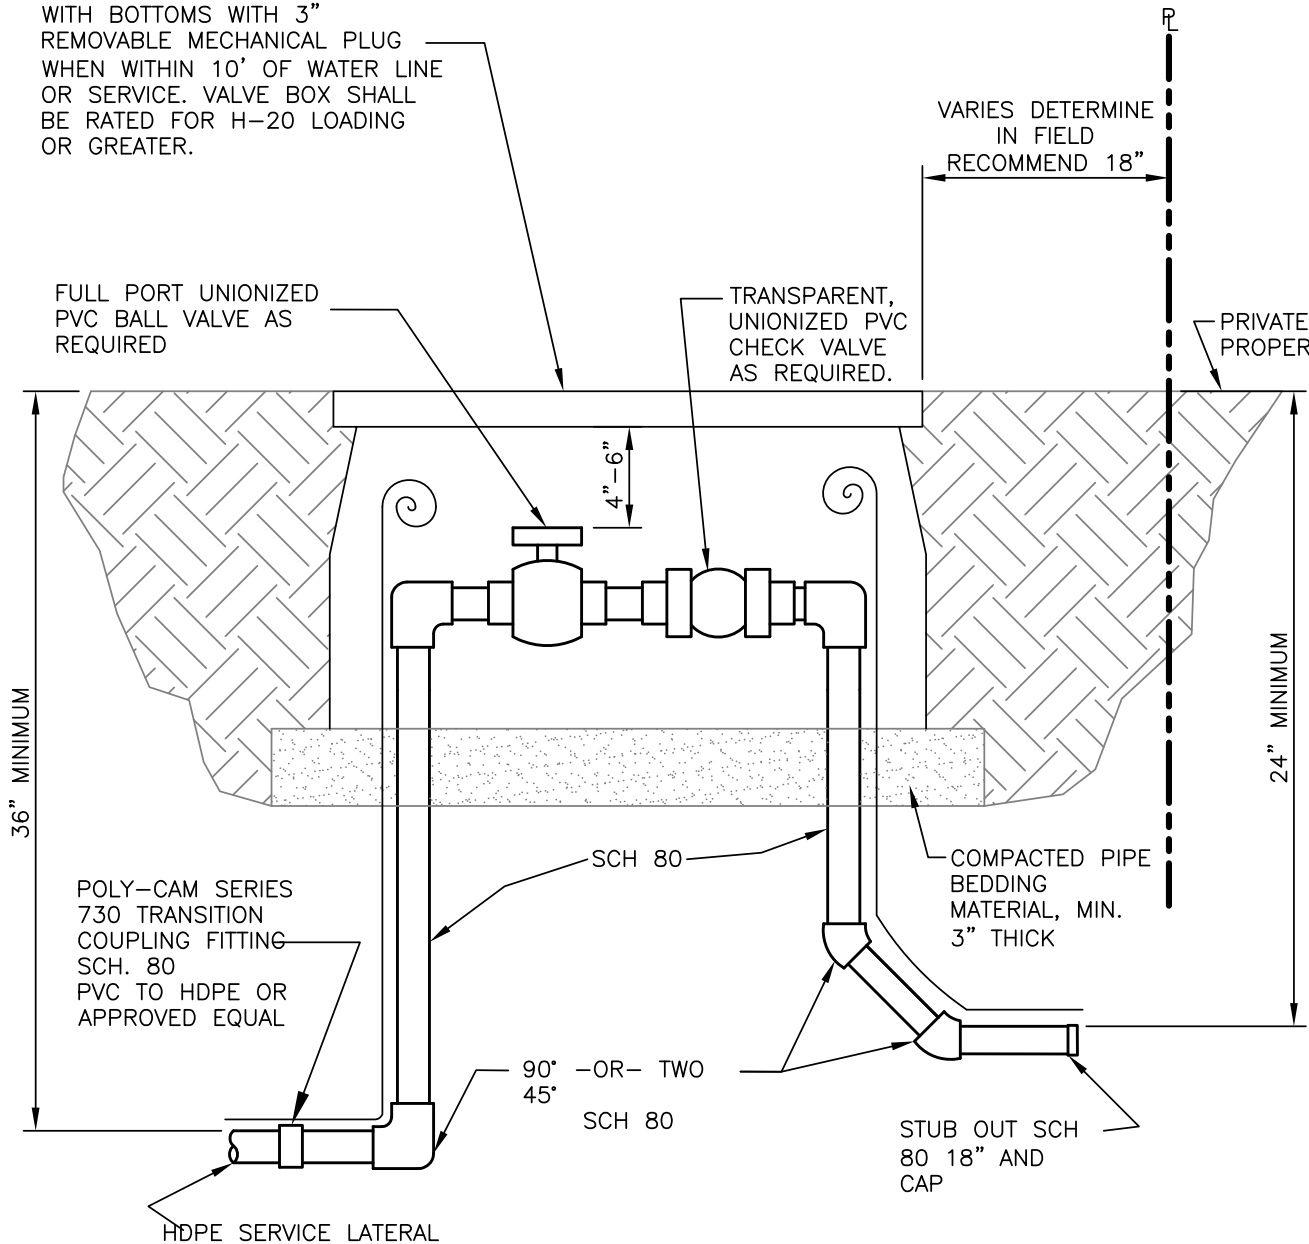 WITH BOTTOMS WITH 3"
REMOVABLE MECHANICAL PLUG
WHEN WITHIN 10' OF WATER LINE
OR SERVICE. VALVE BOX SHALL
BE RATED FOR H-20 LOADING
OR GREATER.
PL
VARIES DETERMINE
IN FIELD
RECOMMEND 18"
FULL PORT UNIONIZED
PVC BALL VALVE AS
REQUIRED
TRANSPARENT,
UNIONIZED PVC
CHECK VALVE
AS REQUIRED.
PRIVATE
PROPER
4"-6"
36" MINIMUM
24" MINIMUM
SCH 80
COMPACTED PIPE
BEDDING
MATERIAL, MIN.
3" THICK
POLY-CAM SERIES
730 TRANSITION
COUPLING FITTING
SCH. 80
PVC TO HDPE OR
APPROVED EQUAL
90° -OR- TWO
45°
SCH 80
STUB OUT SCH
80 18" AND
CAP
HDPE SERVICE LATERAL